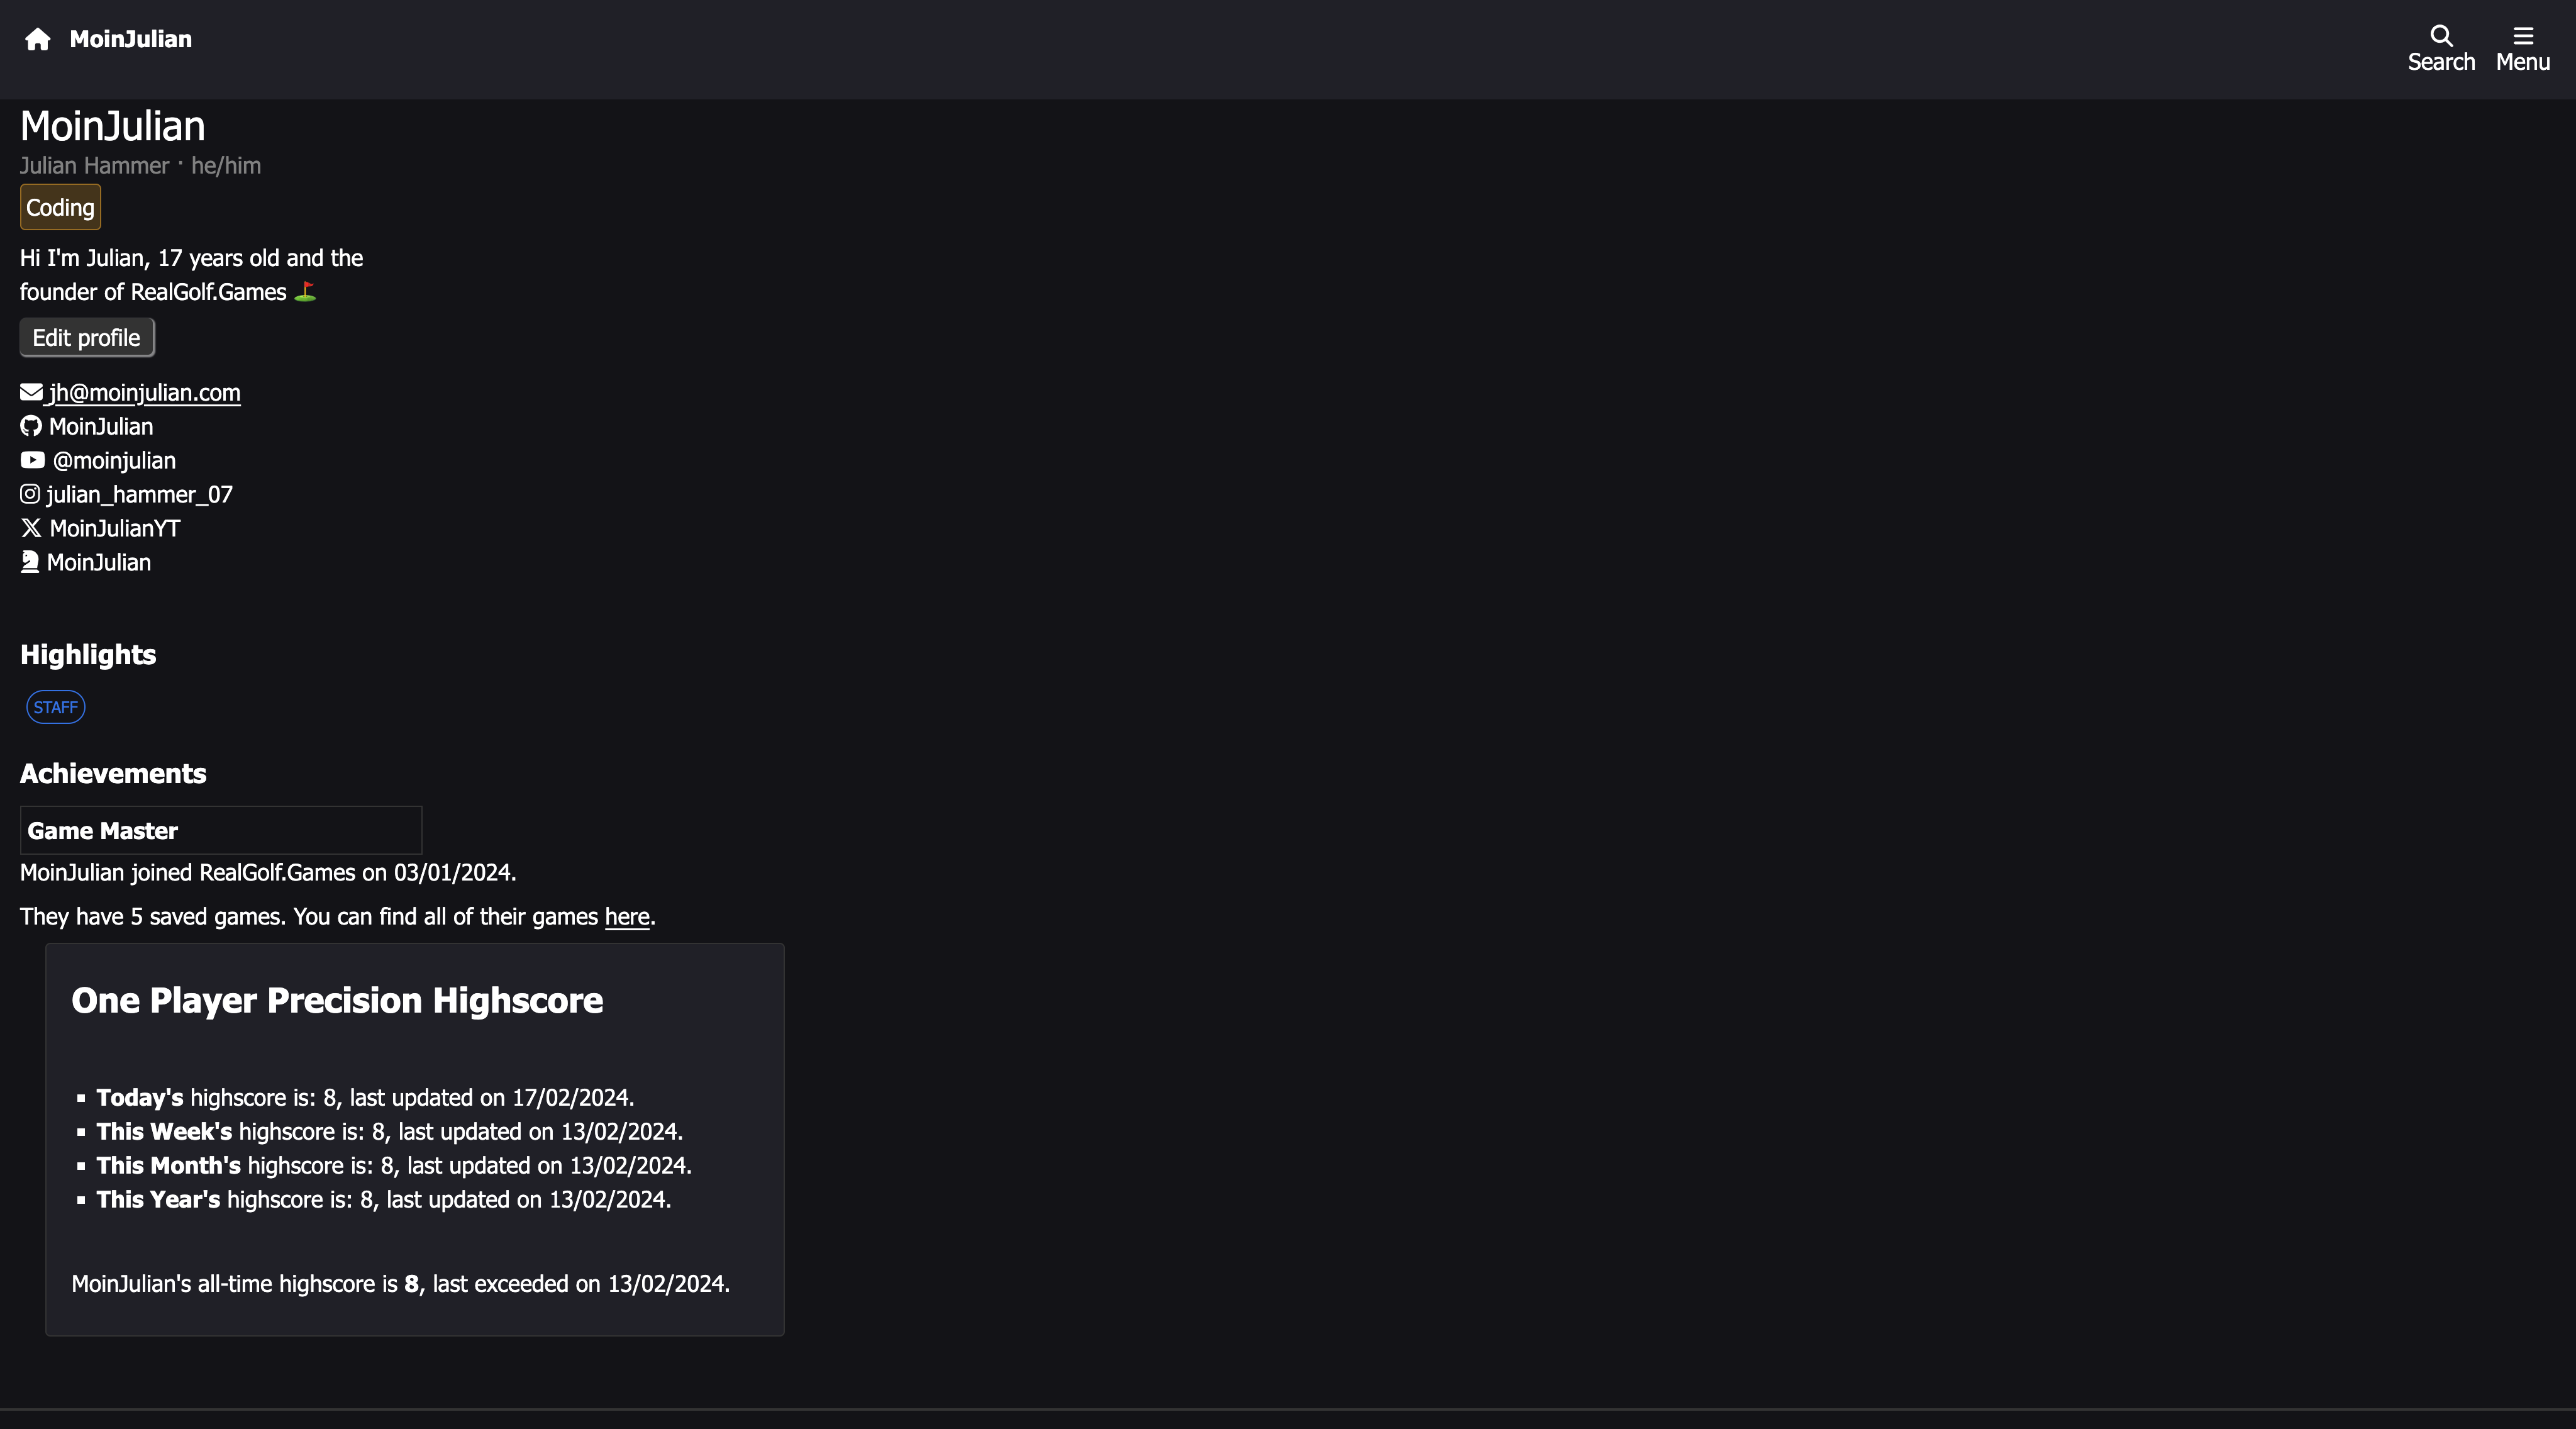 MoinJulian
Search
Menu
MoinJulian
Julian Hammer · he/him
Coding
Hi I'm Julian, 17 years old and the
founder of RealGolf.Games ⛳
Edit profile
jh@moinjulian.com
MoinJulian
@moinjulian
julian_hammer_07
MoinJulianYT
MoinJulian
Highlights
STAFF
Achievements
Game Master
MoinJulian joined RealGolf.Games on 03/01/2024.
They have 5 saved games. You can find all of their games here.
One Player Precision Highscore
▪ Today's highscore is: 8, last updated on 17/02/2024.
▪ This Week's highscore is: 8, last updated on 13/02/2024.
▪ This Month's highscore is: 8, last updated on 13/02/2024.
▪ This Year's highscore is: 8, last updated on 13/02/2024.
MoinJulian's all-time highscore is 8, last exceeded on 13/02/2024.